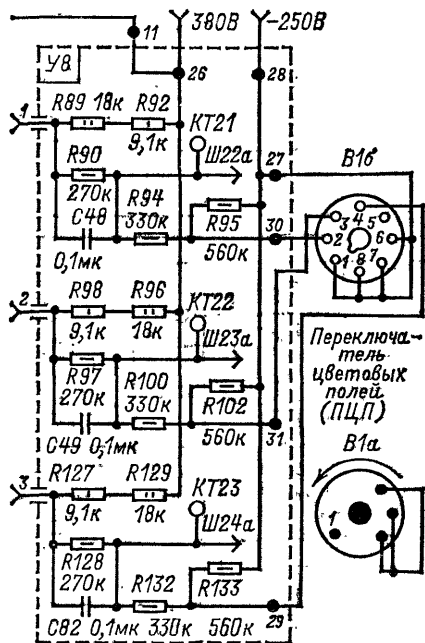 11
380В
-250В
У8
26
28
1
R89 18к R92
9,1к
КТ21
27
В1б
R90
270к
Ш22а
С48
R94
330к
R95
30
0,1мк
560к
3 4 5
2 6
1 8 7
2
R98 R96
9,1к 18к
КТ22
Ш23а
R97
270к
R100
330к
R102
С49 0,1мк
560к
31
Переключа-
тель
цветовых
полей
(ПЦП)
В1а
1
3
R127 R129
9,1к 18к
КТ23
Ш24а
R128
270к
R132
R133
С82 0,1мк 330к 560к
29